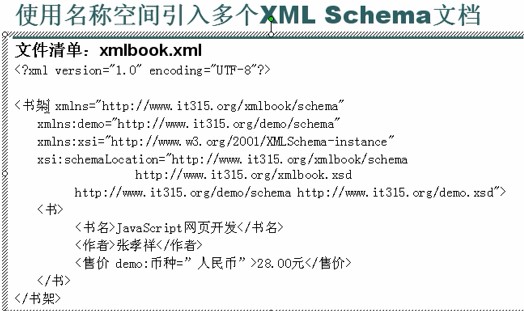 使用名称空间引入多个XML Schema文档
文件清单：xmlbook.xml
<?xml version="1.0" encoding="UTF-8"?>
<书架 xmlns="http://www.it315.org/xmlbook/schema"
xmlns:demo="http://www.it315.org/demo/schema"
xmlns:xsi="http://www.w3.org/2001/XMLSchema-instance"
xsi:schemaLocation="http://www.it315.org/xmlbook/schema
http://www.it315.org/xmlbook.xsd
http://www.it315.org/demo/schema http://www.it315.org/demo.xsd">
<书>
<书名>JavaScript网页开发</书名>
<作者>张孝祥</作者>
<售价 demo:币种=”人民币”>28.00元</售价>
</书>
</书架>